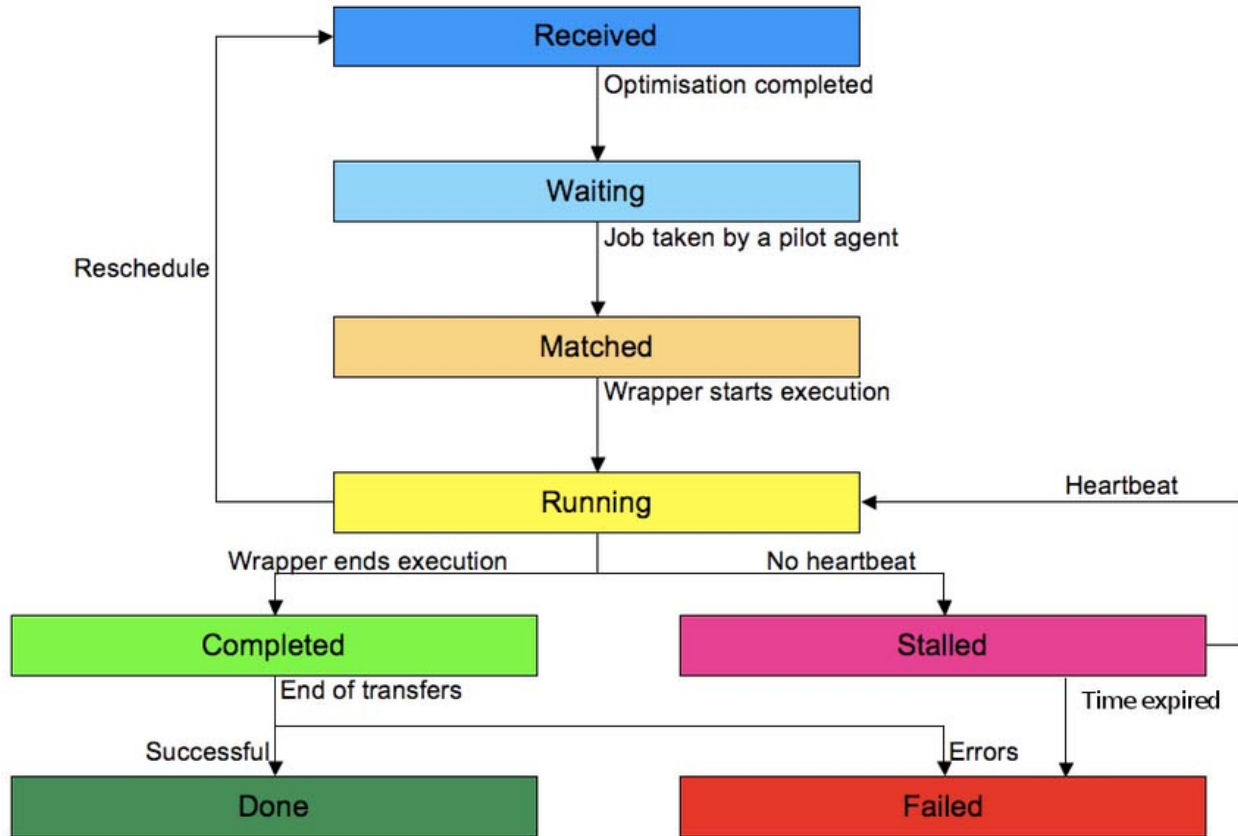 Received
Optimisation completed
Waiting
Job taken by a pilot agent
Reschedule
Matched
Wrapper starts execution
Running
Heartbeat
Wrapper ends execution
No heartbeat
Completed
Stalled
End of transfers
Time expired
Successful
Errors
Done
Failed